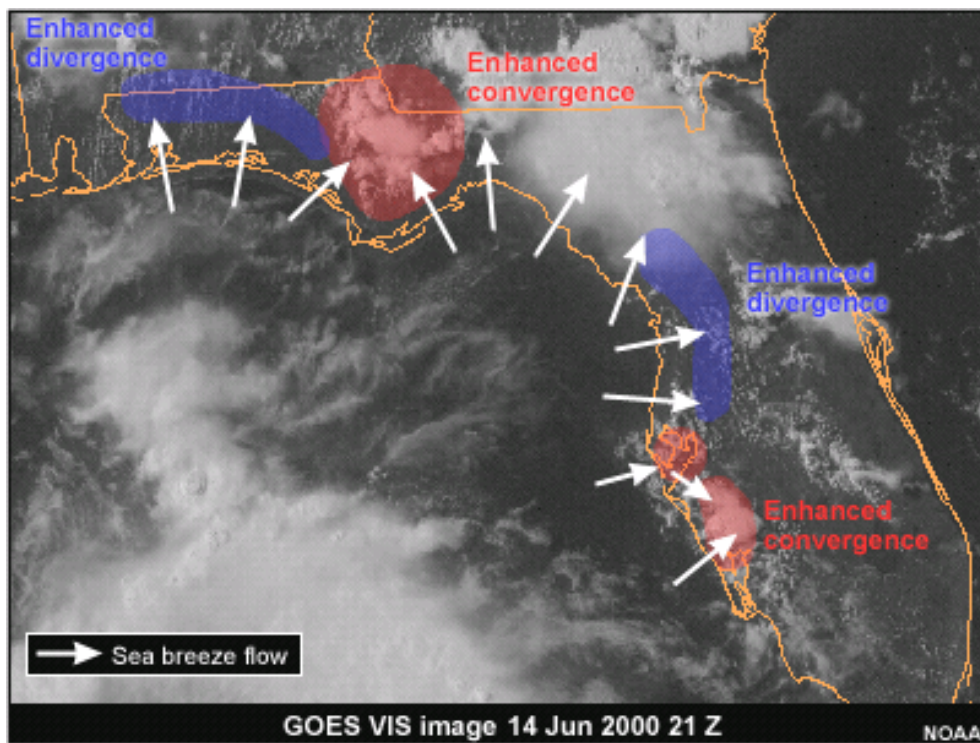 Enhanced
divergence
Enhanced
convergence
Enhanced
divergence
Enhanced
convergence
Sea breeze flow
GOES VIS image 14 Jun 2000 21 Z
NOAA